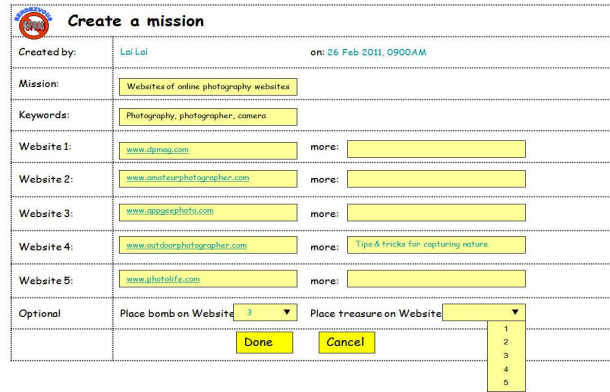 RENDEZVOUS
Create a mission
Created by: Lai Lai on: 26 Feb 2011, 0900AM
Mission: Websites of online photography websites
Keywords: Photography, photographer, camera
Website 1: www.dpmag.com more:
Website 2: www.amateurphotographer.com more:
Website 3: www.appgeephoto.com more:
Website 4: www.outdoorphotographer.com more: Tips & tricks for capturing nature
Website 5: www.photolife.com more:
Optional Place bomb on Website 3 ▼ Place treasure on Website ▼
1
Done Cancel 2
3
4
5